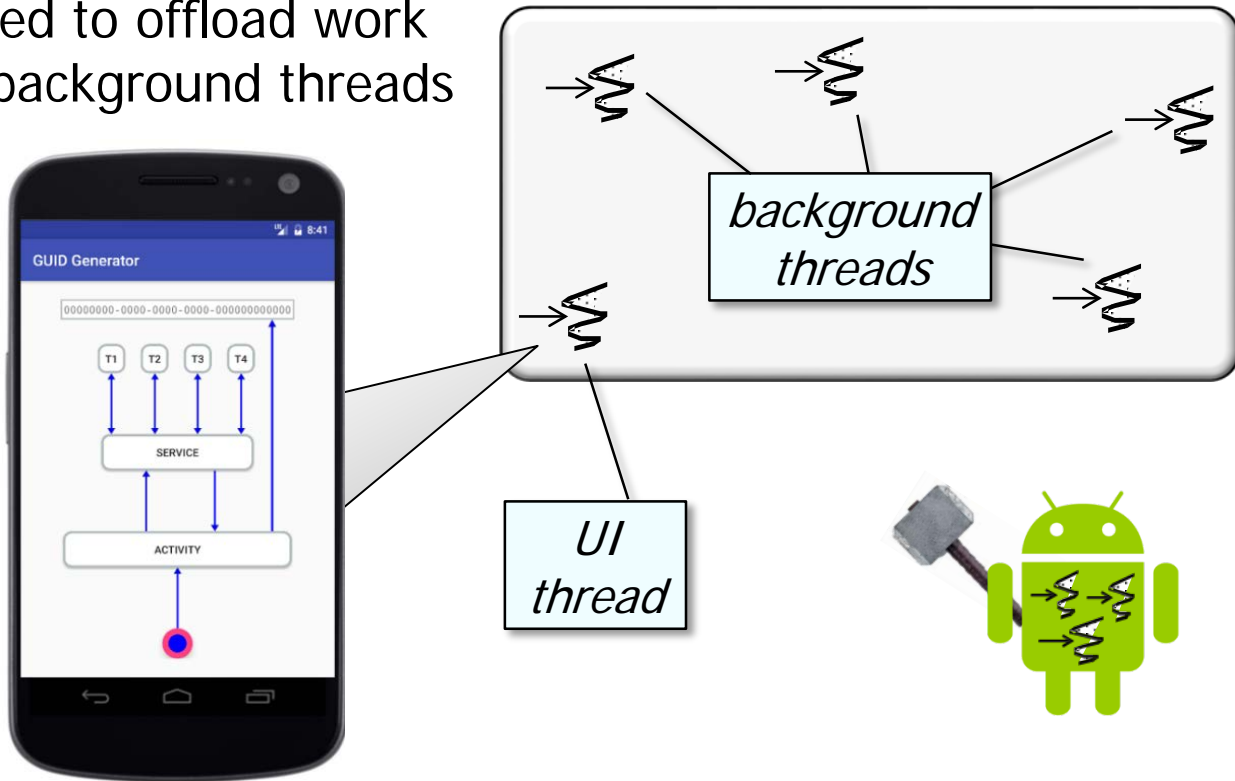 ed to offload work
background threads
background
threads
UI
thread
8:41
GUID Generator
00000000-0000-0000-0000-000000000000
T1 T2 T3 T4
SERVICE
ACTIVITY